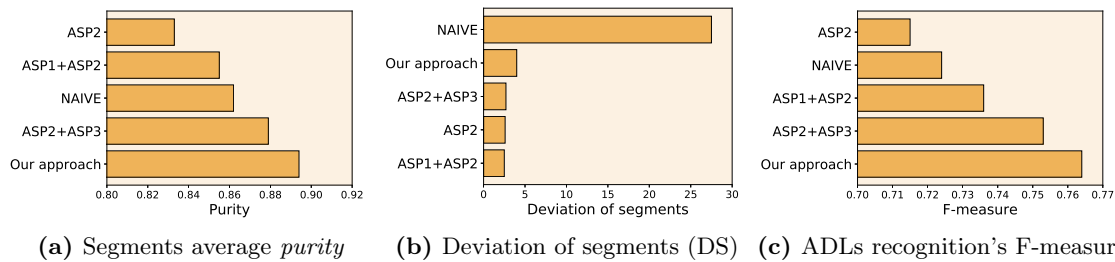 ASP2
ASP1+ASP2
NAIVE
ASP2+ASP3
Our approach
0.80 0.82 0.84 0.86 0.88 0.90 0.92
Purity
(a) Segments average purity
NAIVE
Our approach
ASP2+ASP3
ASP2
ASP1+ASP2
0 5 10 15 20 25 30
Deviation of segments
(b) Deviation of segments (DS)
ASP2
NAIVE
ASP1+ASP2
ASP2+ASP3
Our approach
0.70 0.71 0.72 0.73 0.74 0.75 0.76 0.77
F-measure
(c) ADLs recognition's F-measur